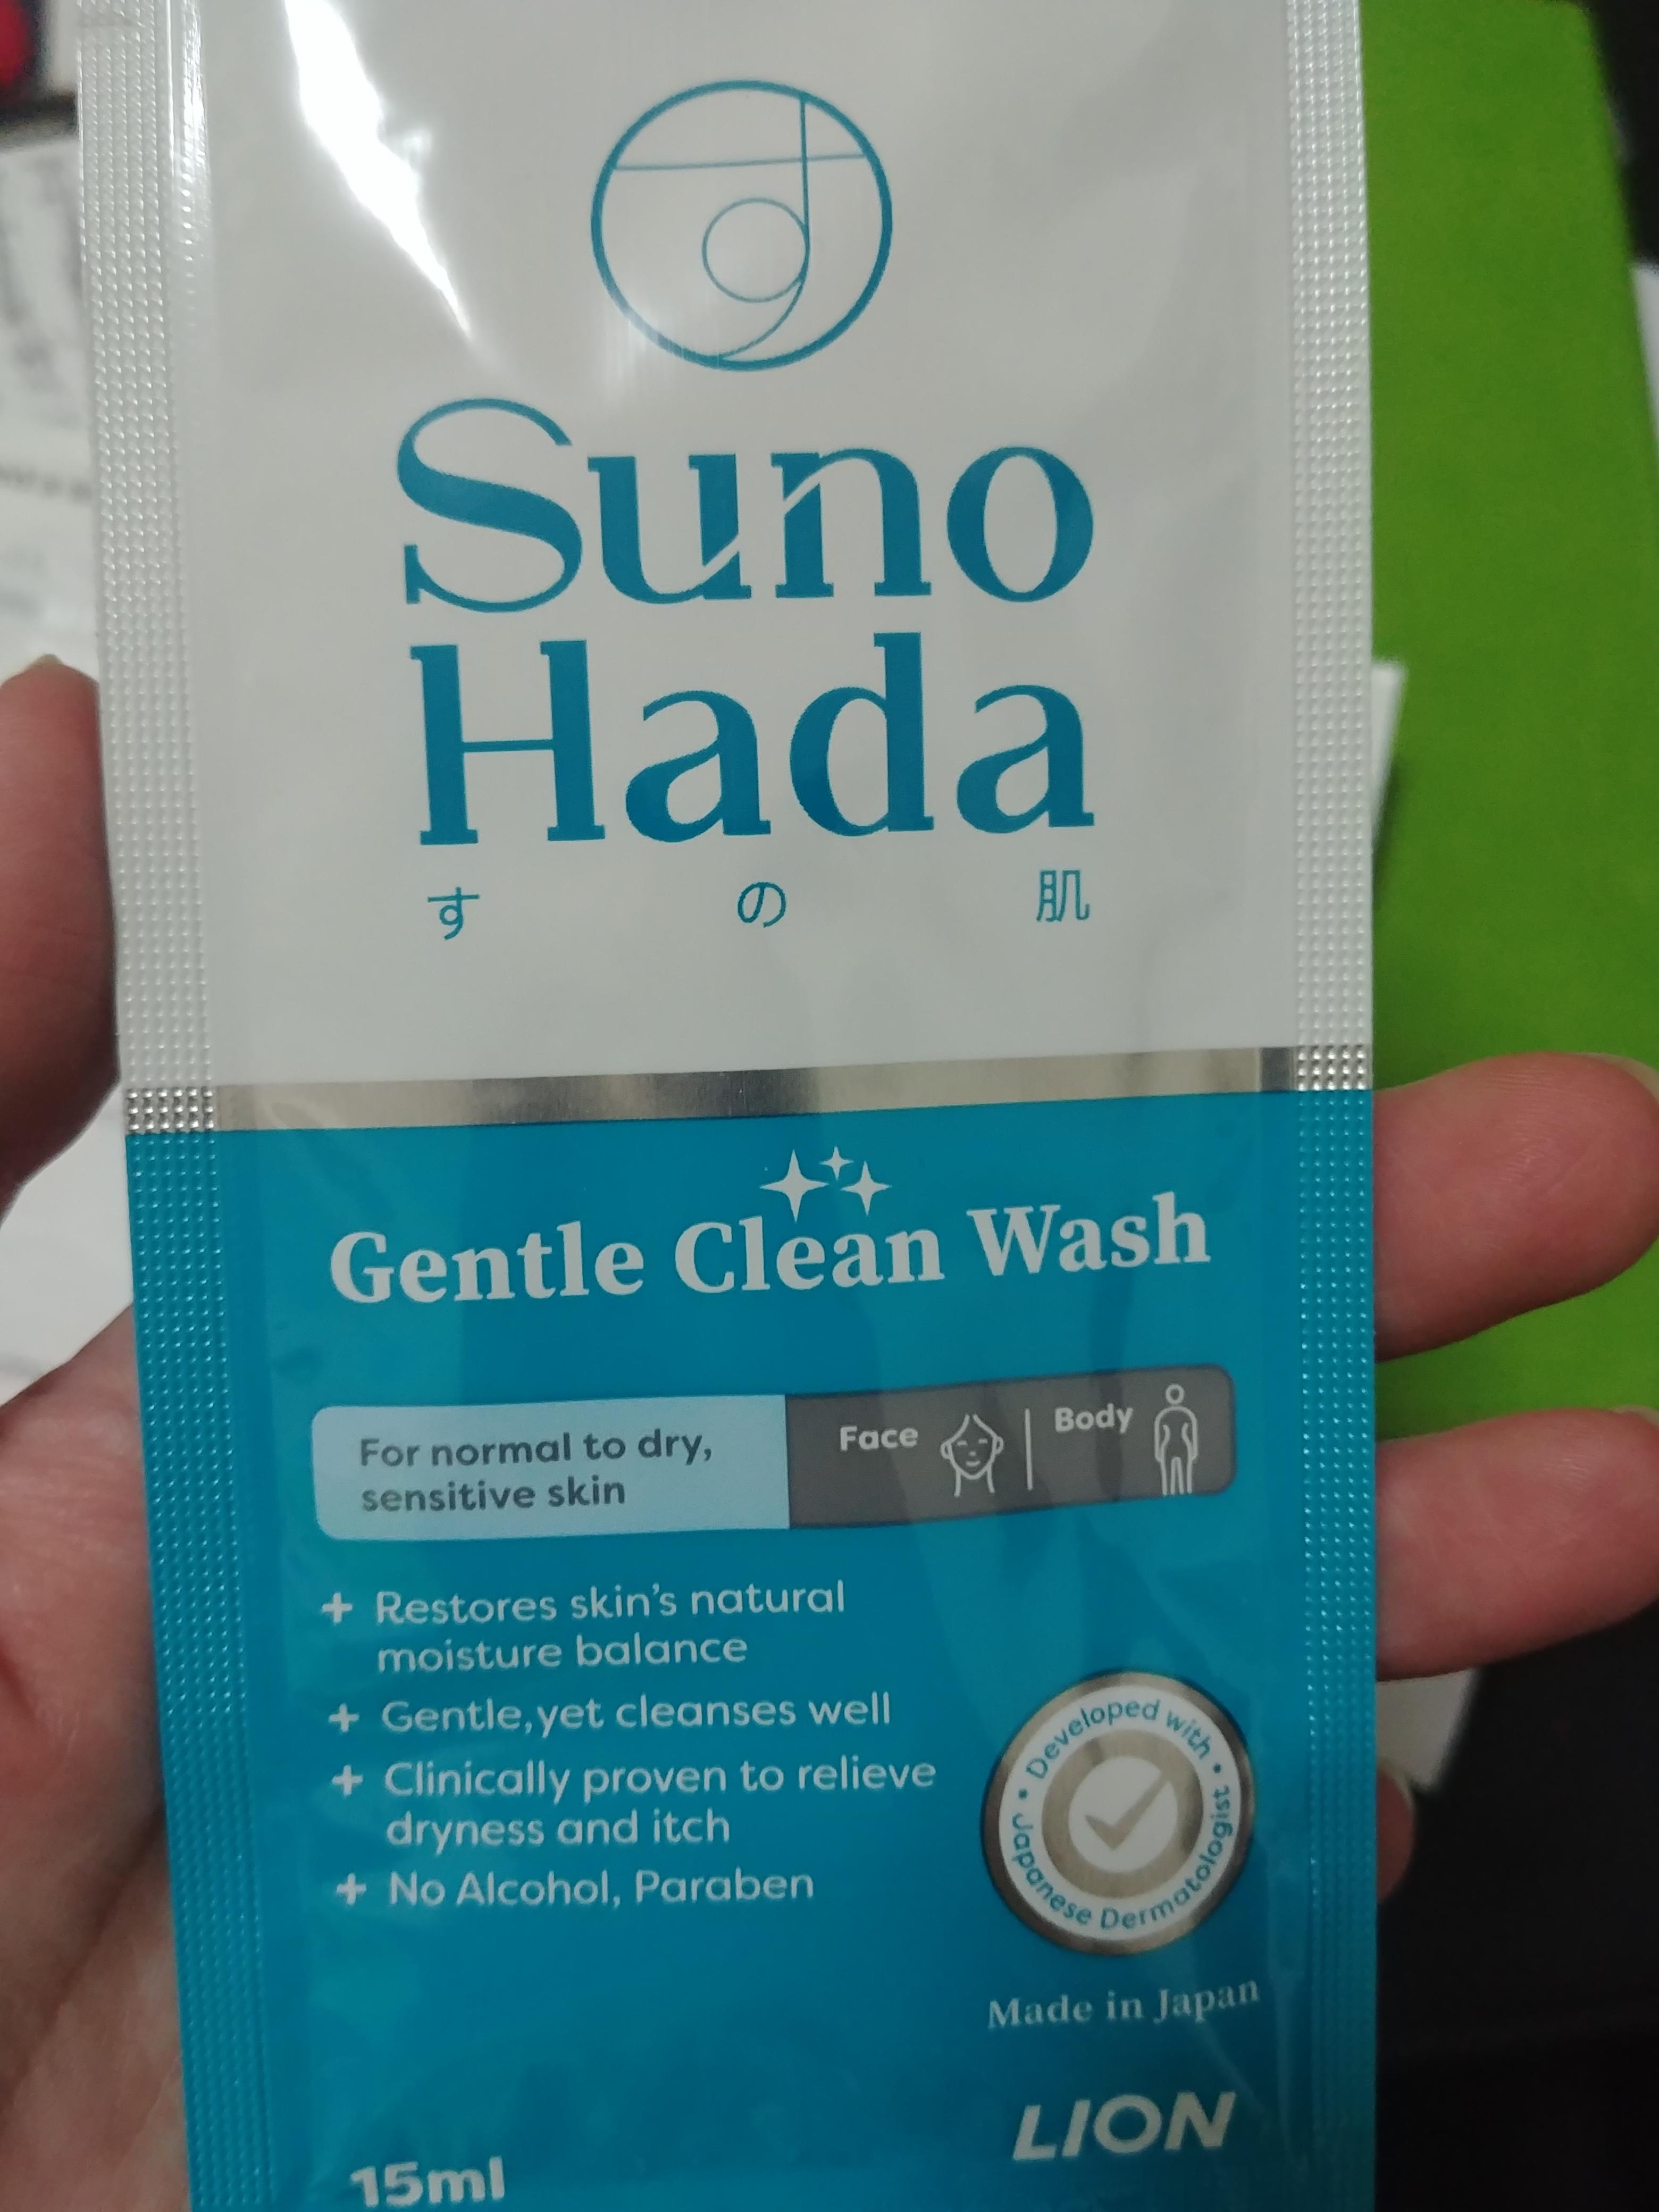 Suno
Hada
す の 肌
Gentle Clean Wash
For normal to dry,
sensitive skin
Face
Body
+ Restores skin's natural
moisture balance
+ Gentle,yet cleanses well
+ Clinically proven to relieve
dryness and itch
+ No Alcohol, Paraben
• Developed with •
Japanese Dermatologist
Made in Japan
LION
15ml